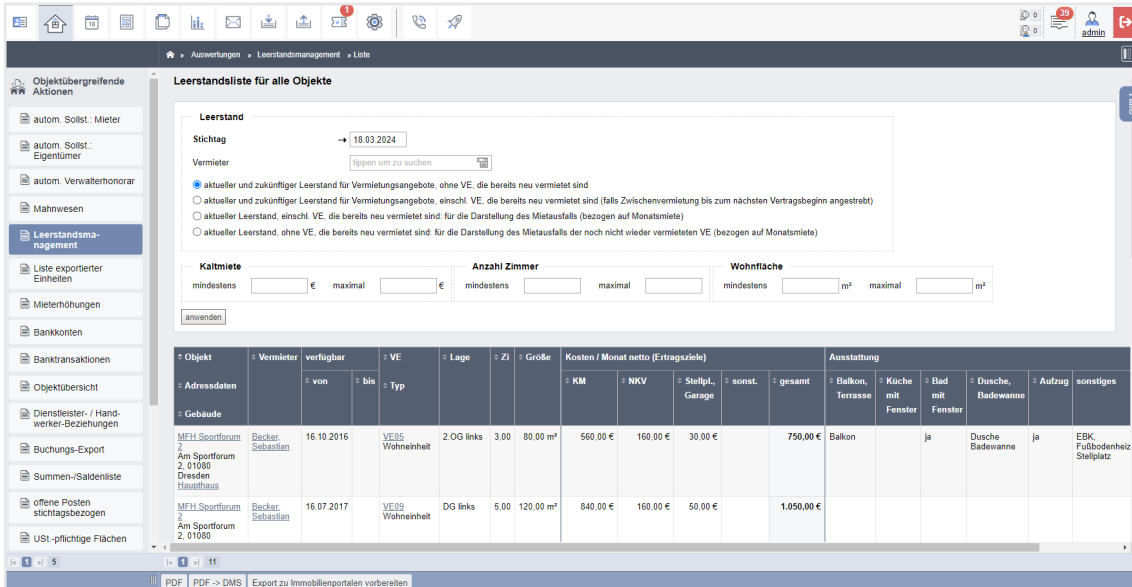 18
1
0
0
39
admin
» Auswertungen » Leerstandsmanagement » Liste
Objektübergreifende
Aktionen
autom. Sollst.: Mieter
autom. Sollst.:
Eigentümer
autom. Verwalterhonorar
Mahnwesen
Leerstandsma-
nagement
Liste exportierter
Einheiten
Mieterhöhungen
Bankkonten
Banktransaktionen
Objektübersicht
Dienstleister- / Hand-
werker-Beziehungen
Buchungs-Export
Summen-/Saldenliste
offene Posten
stichtagsbezogen
USt.-pflichtige Flächen
1 5
Leerstandsliste für alle Objekte
Leerstand
Stichtag → 18.03.2024
Vermieter tippen um zu suchen
aktueller und zukünftiger Leerstand für Vermietungsangebote, ohne VE, die bereits neu vermietet sind
aktueller und zukünftiger Leerstand für Vermietungsangebote, einschl. VE, die bereits neu vermietet sind (falls Zwischenvermietung bis zum nächsten Vertragsbeginn angestrebt)
aktueller Leerstand, einschl. VE, die bereits neu vermietet sind: für die Darstellung des Mietausfalls (bezogen auf Monatsmiete)
aktueller Leerstand, ohne VE, die bereits neu vermietet sind: für die Darstellung des Mietausfalls der noch nicht wieder vermieteten VE (bezogen auf Monatsmiete)
Kaltmiete Anzahl Zimmer Wohnfläche
mindestens € maximal € mindestens maximal mindestens m² maximal m²
anwenden
Objekt Vermieter verfügbar VE Lage Zi Größe Kosten / Monat netto (Ertragsziele) Ausstattung
Adressdaten von bis Typ KM NKV Stellpl., sonst. gesamt Balkon, Küche Bad Dusche, Aufzug sonstiges
Garage Terrasse mit mit Badewanne
Gebäude Fenster Fenster
MFH Sportforum Becker, 16.10.2016 VE05 2.OG links 3,00 80,00 m² 560,00 € 160,00 € 30,00 € 750,00 € Balkon ja Dusche ja EBK,
2 Sebastian Wohneinheit Badewanne Fußbodenheiz
Am Sportforum Stellplatz
2, 01080
Dresden
Haupthaus
MFH Sportforum Becker, 16.07.2017 VE09 DG links 5,00 120,00 m² 840,00 € 160,00 € 50,00 € 1.050,00 €
2 Sebastian Wohneinheit
Am Sportforum
2, 01080
1 11
PDF PDF -> DMS Export zu Immobilienportalen vorbereiten